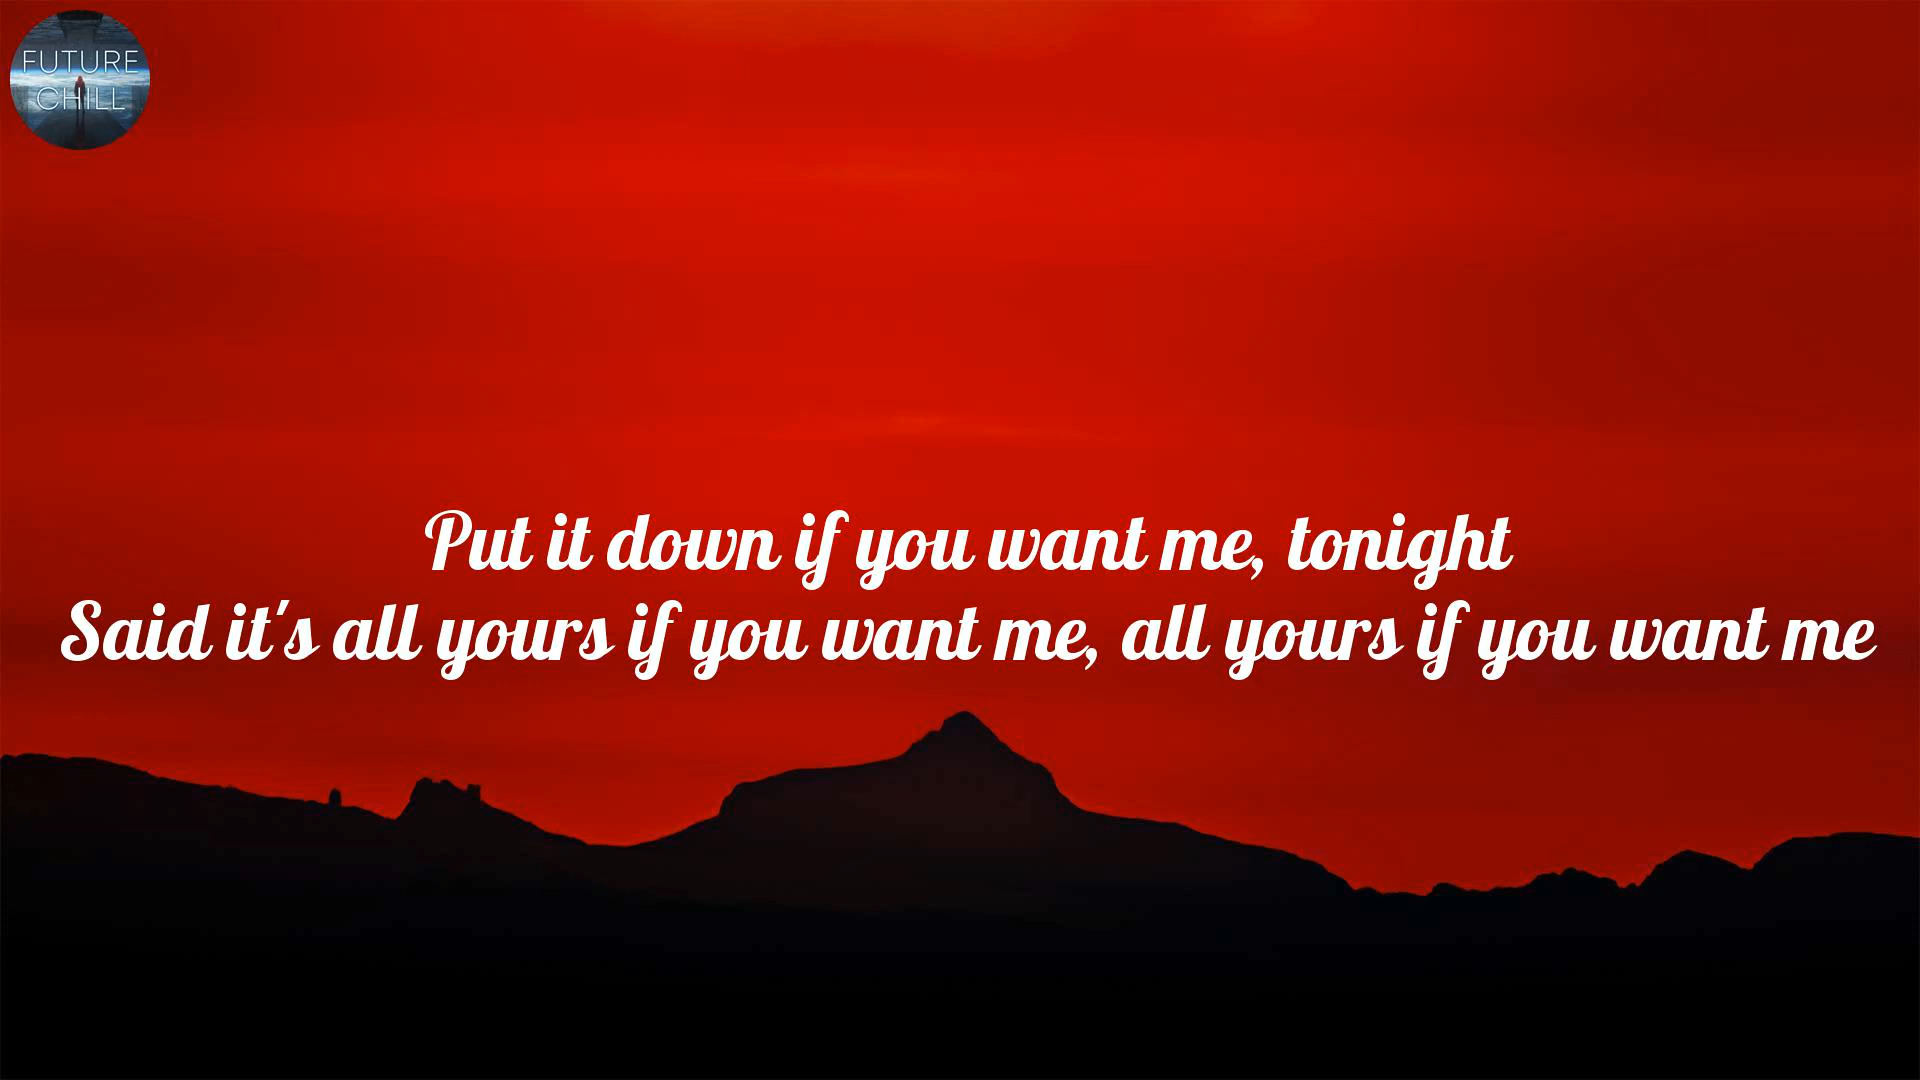 FUTURE
CHILL
Put it down if you want me, tonight
Said it's all yours if you want me, all yours if you want me